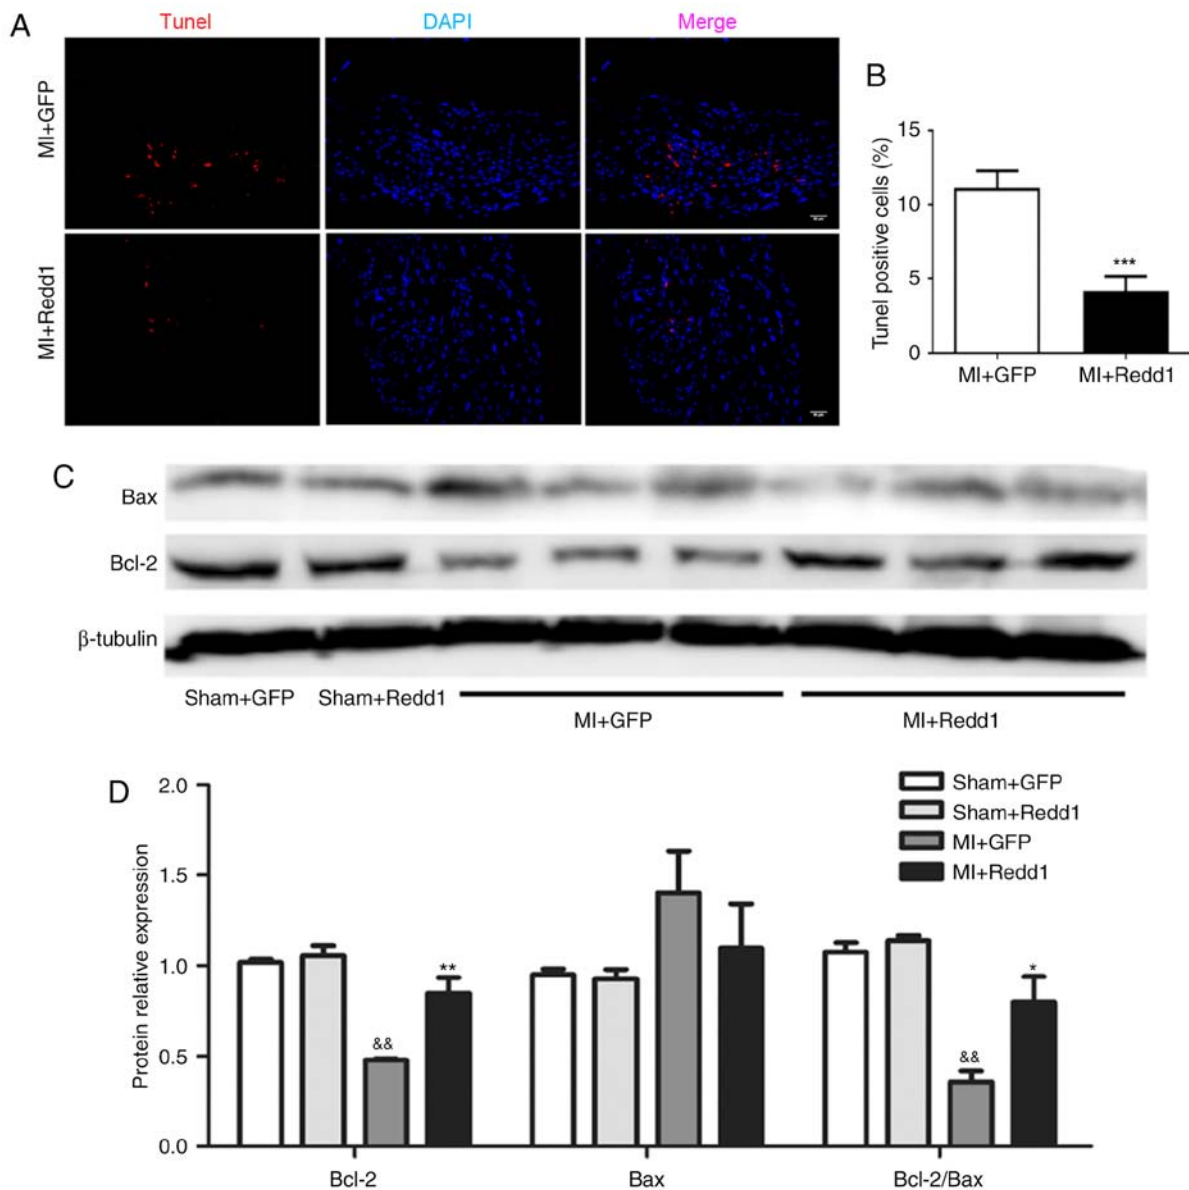 A
Tunel
DAPI
Merge
MI+GFP
MI+Redd1
B
Tunel positive cells (%)
15
10
5
0
***
MI+GFP
MI+Redd1
C
Bax
Bcl-2
β-tubulin
Sham+GFP
Sham+Redd1
MI+GFP
MI+Redd1
D
Protein relative expression
2.0
1.5
1.0
0.5
0.0
Sham+GFP
Sham+Redd1
MI+GFP
MI+Redd1
&&
**
&&
*
Bcl-2
Bax
Bcl-2/Bax